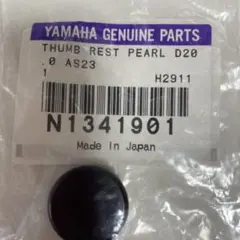 YAMAHA GENUINE PARTS
THUMB REST PEARL D20
.0 AS23
1 H2911
N1341901
Made in Japan